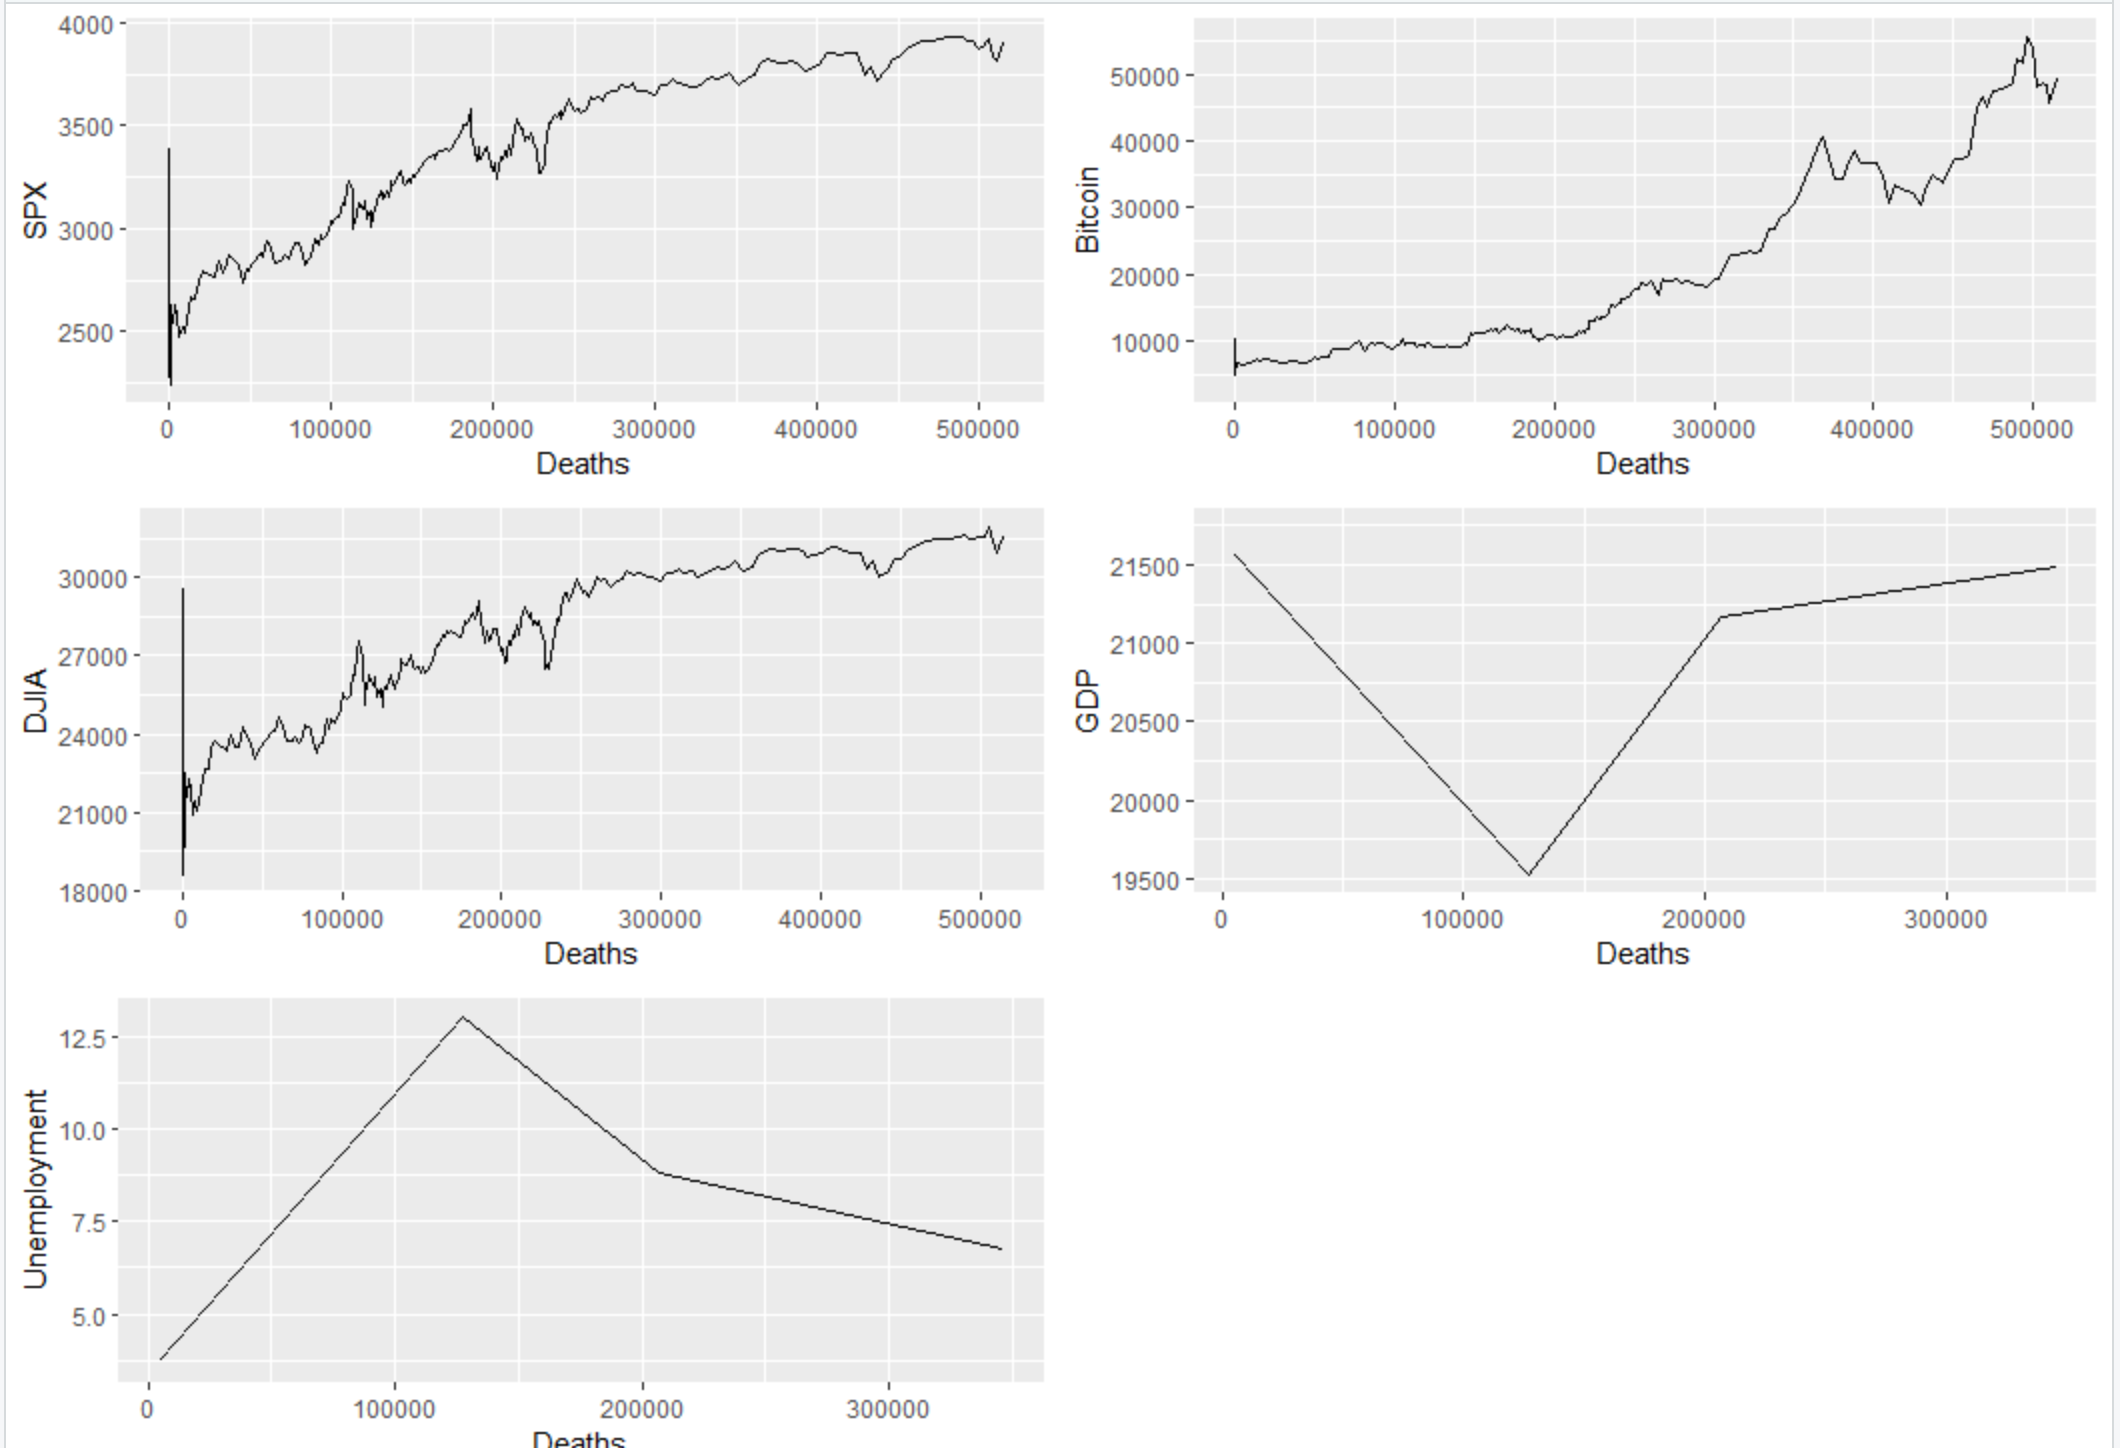 SPX
4000
3500
3000
2500
0 100000 200000 300000 400000 500000
Deaths
Bitcoin
50000
40000
30000
20000
10000
0 100000 200000 300000 400000 500000
Deaths
DJIA
30000
27000
24000
21000
18000
0 100000 200000 300000 400000 500000
Deaths
GDP
21500
21000
20500
20000
19500
0 100000 200000 300000
Deaths
Unemployment
12.5
10.0
7.5
5.0
0 100000 200000 300000
Deaths